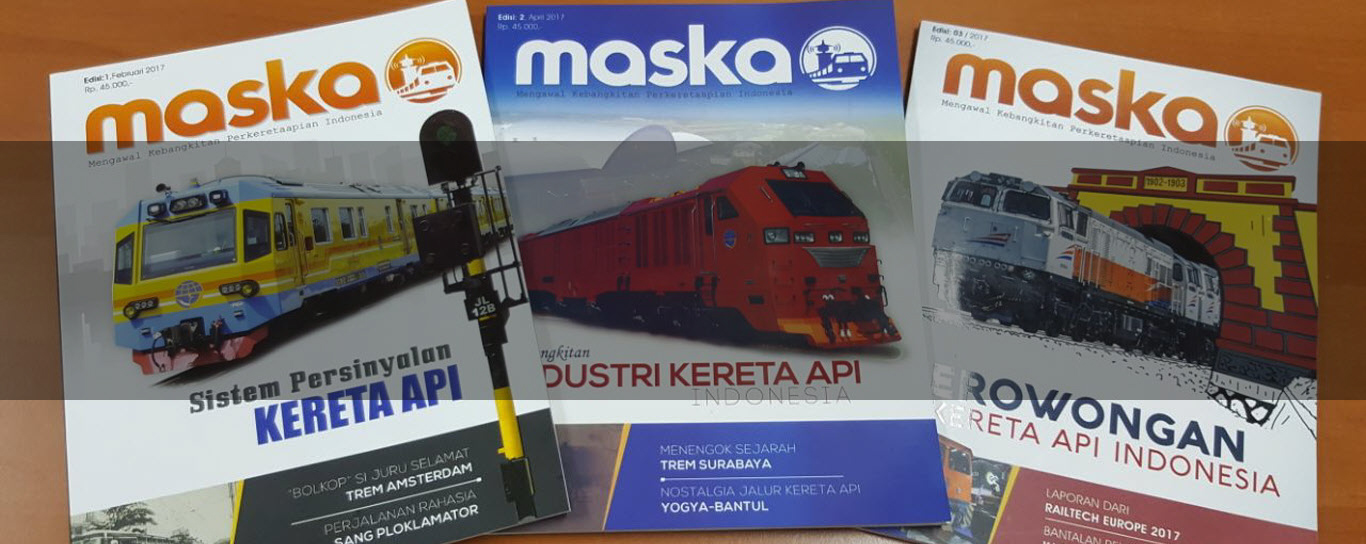 Edisi: 1, Februari 2017
Rp. 45.000,-
maska
Mengawal Kebangkitan Perkeretaapian Indonesia
JL
12B
Sistem Persinyalan
KERETA API
"BOLKOP" SI JURU SELAMAT
TREM AMSTERDAM
PERJALANAN RAHASIA
SANG PLOKLAMATOR
Edisi: 2, April 2017
Rp. 45.000,-
maska
Mengawal Kebangkitan Perkeretaapian Indonesia
ngkitan
DUSTRI KERETA API
INDONESIA
MENENGOK SEJARAH
TREM SURABAYA
NOSTALGIA JALUR KERETA API
YOGYA-BANTUL
Edisi: 03 / 2017
Rp. 45.000,-
maska
Mengawal Kebangkitan Perkeretaapian Indonesia
1902-1903
EROWONGAN
KERETA API INDONESIA
LAPORAN DARI
RAILTECH EUROPE 2017
BANTALAN